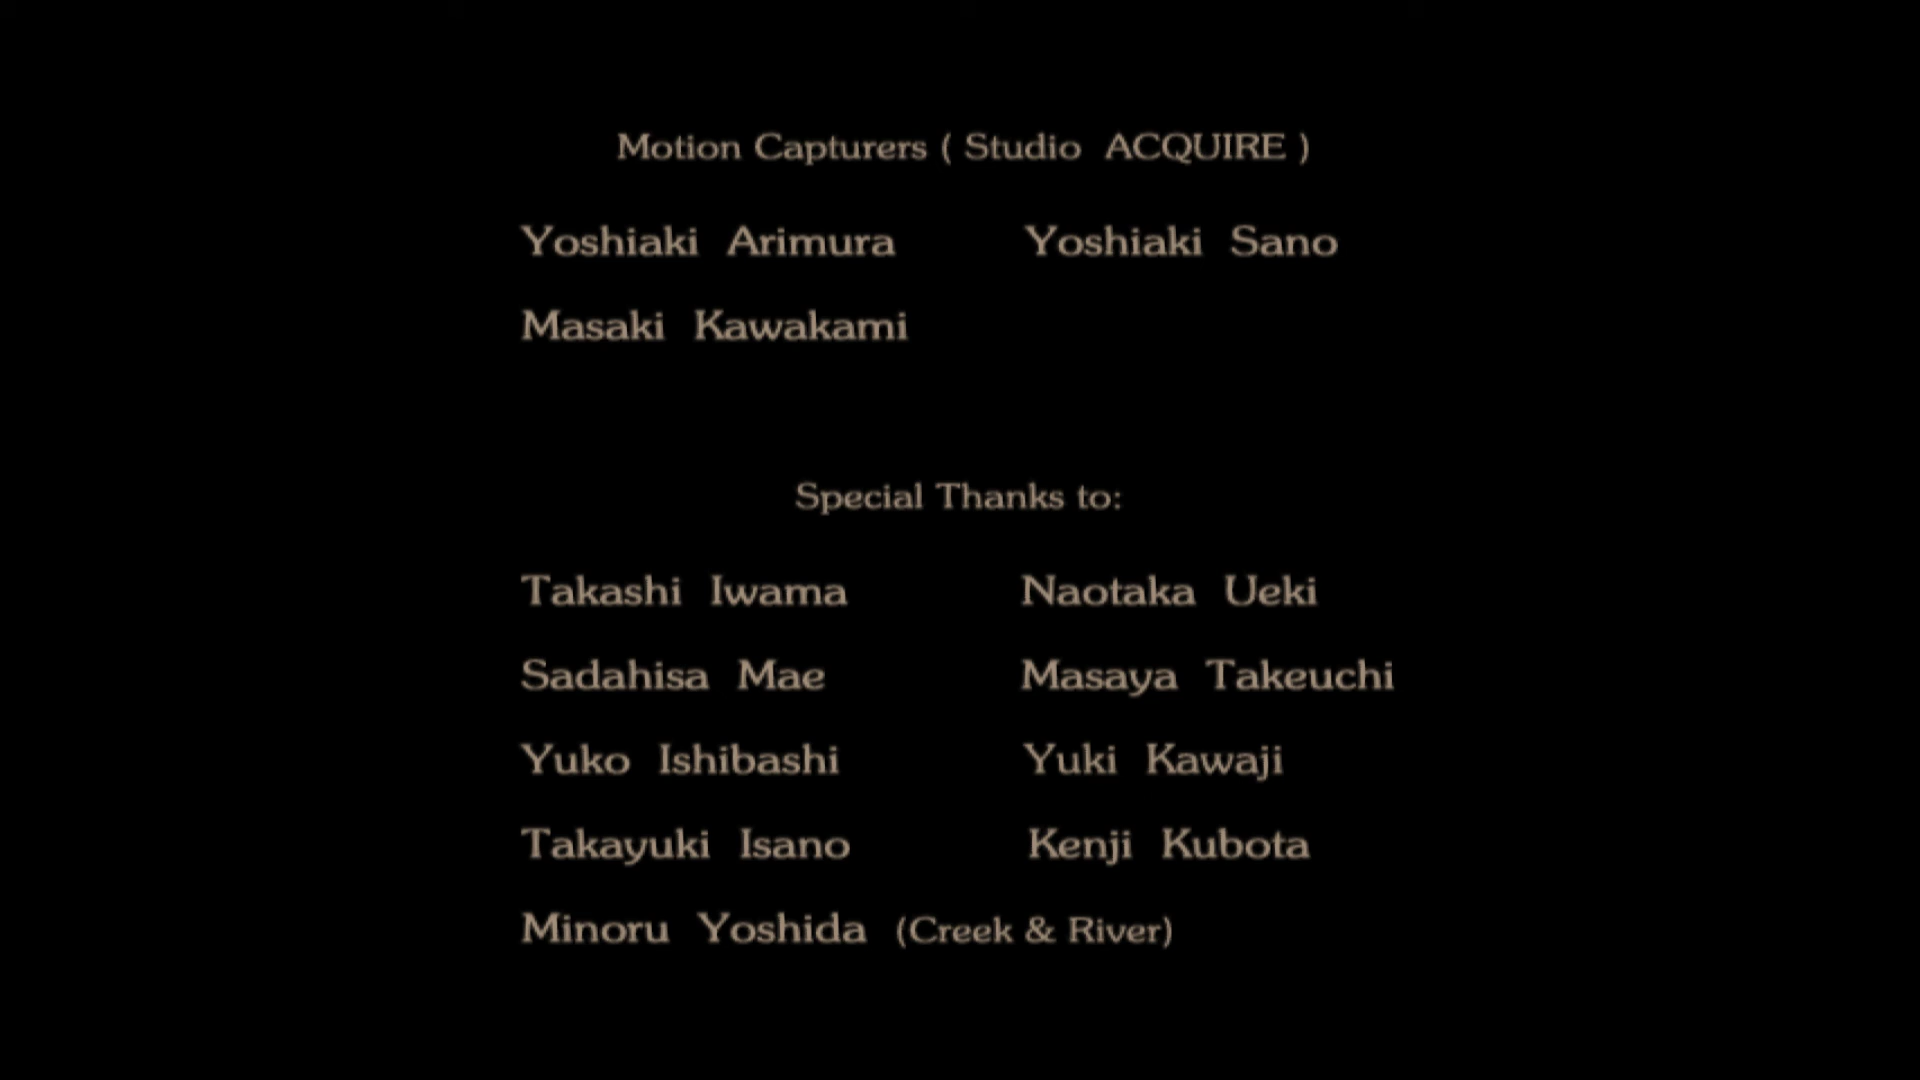 Motion Capturers ( Studio ACQUIRE )
Yoshiaki Arimura Yoshiaki Sano
Masaki Kawakami
Special Thanks to:
Takashi Iwama Naotaka Ueki
Sadahisa Mae Masaya Takeuchi
Yuko Ishibashi Yuki Kawaji
Takayuki Isano Kenji Kubota
Minoru Yoshida (Creek & River)